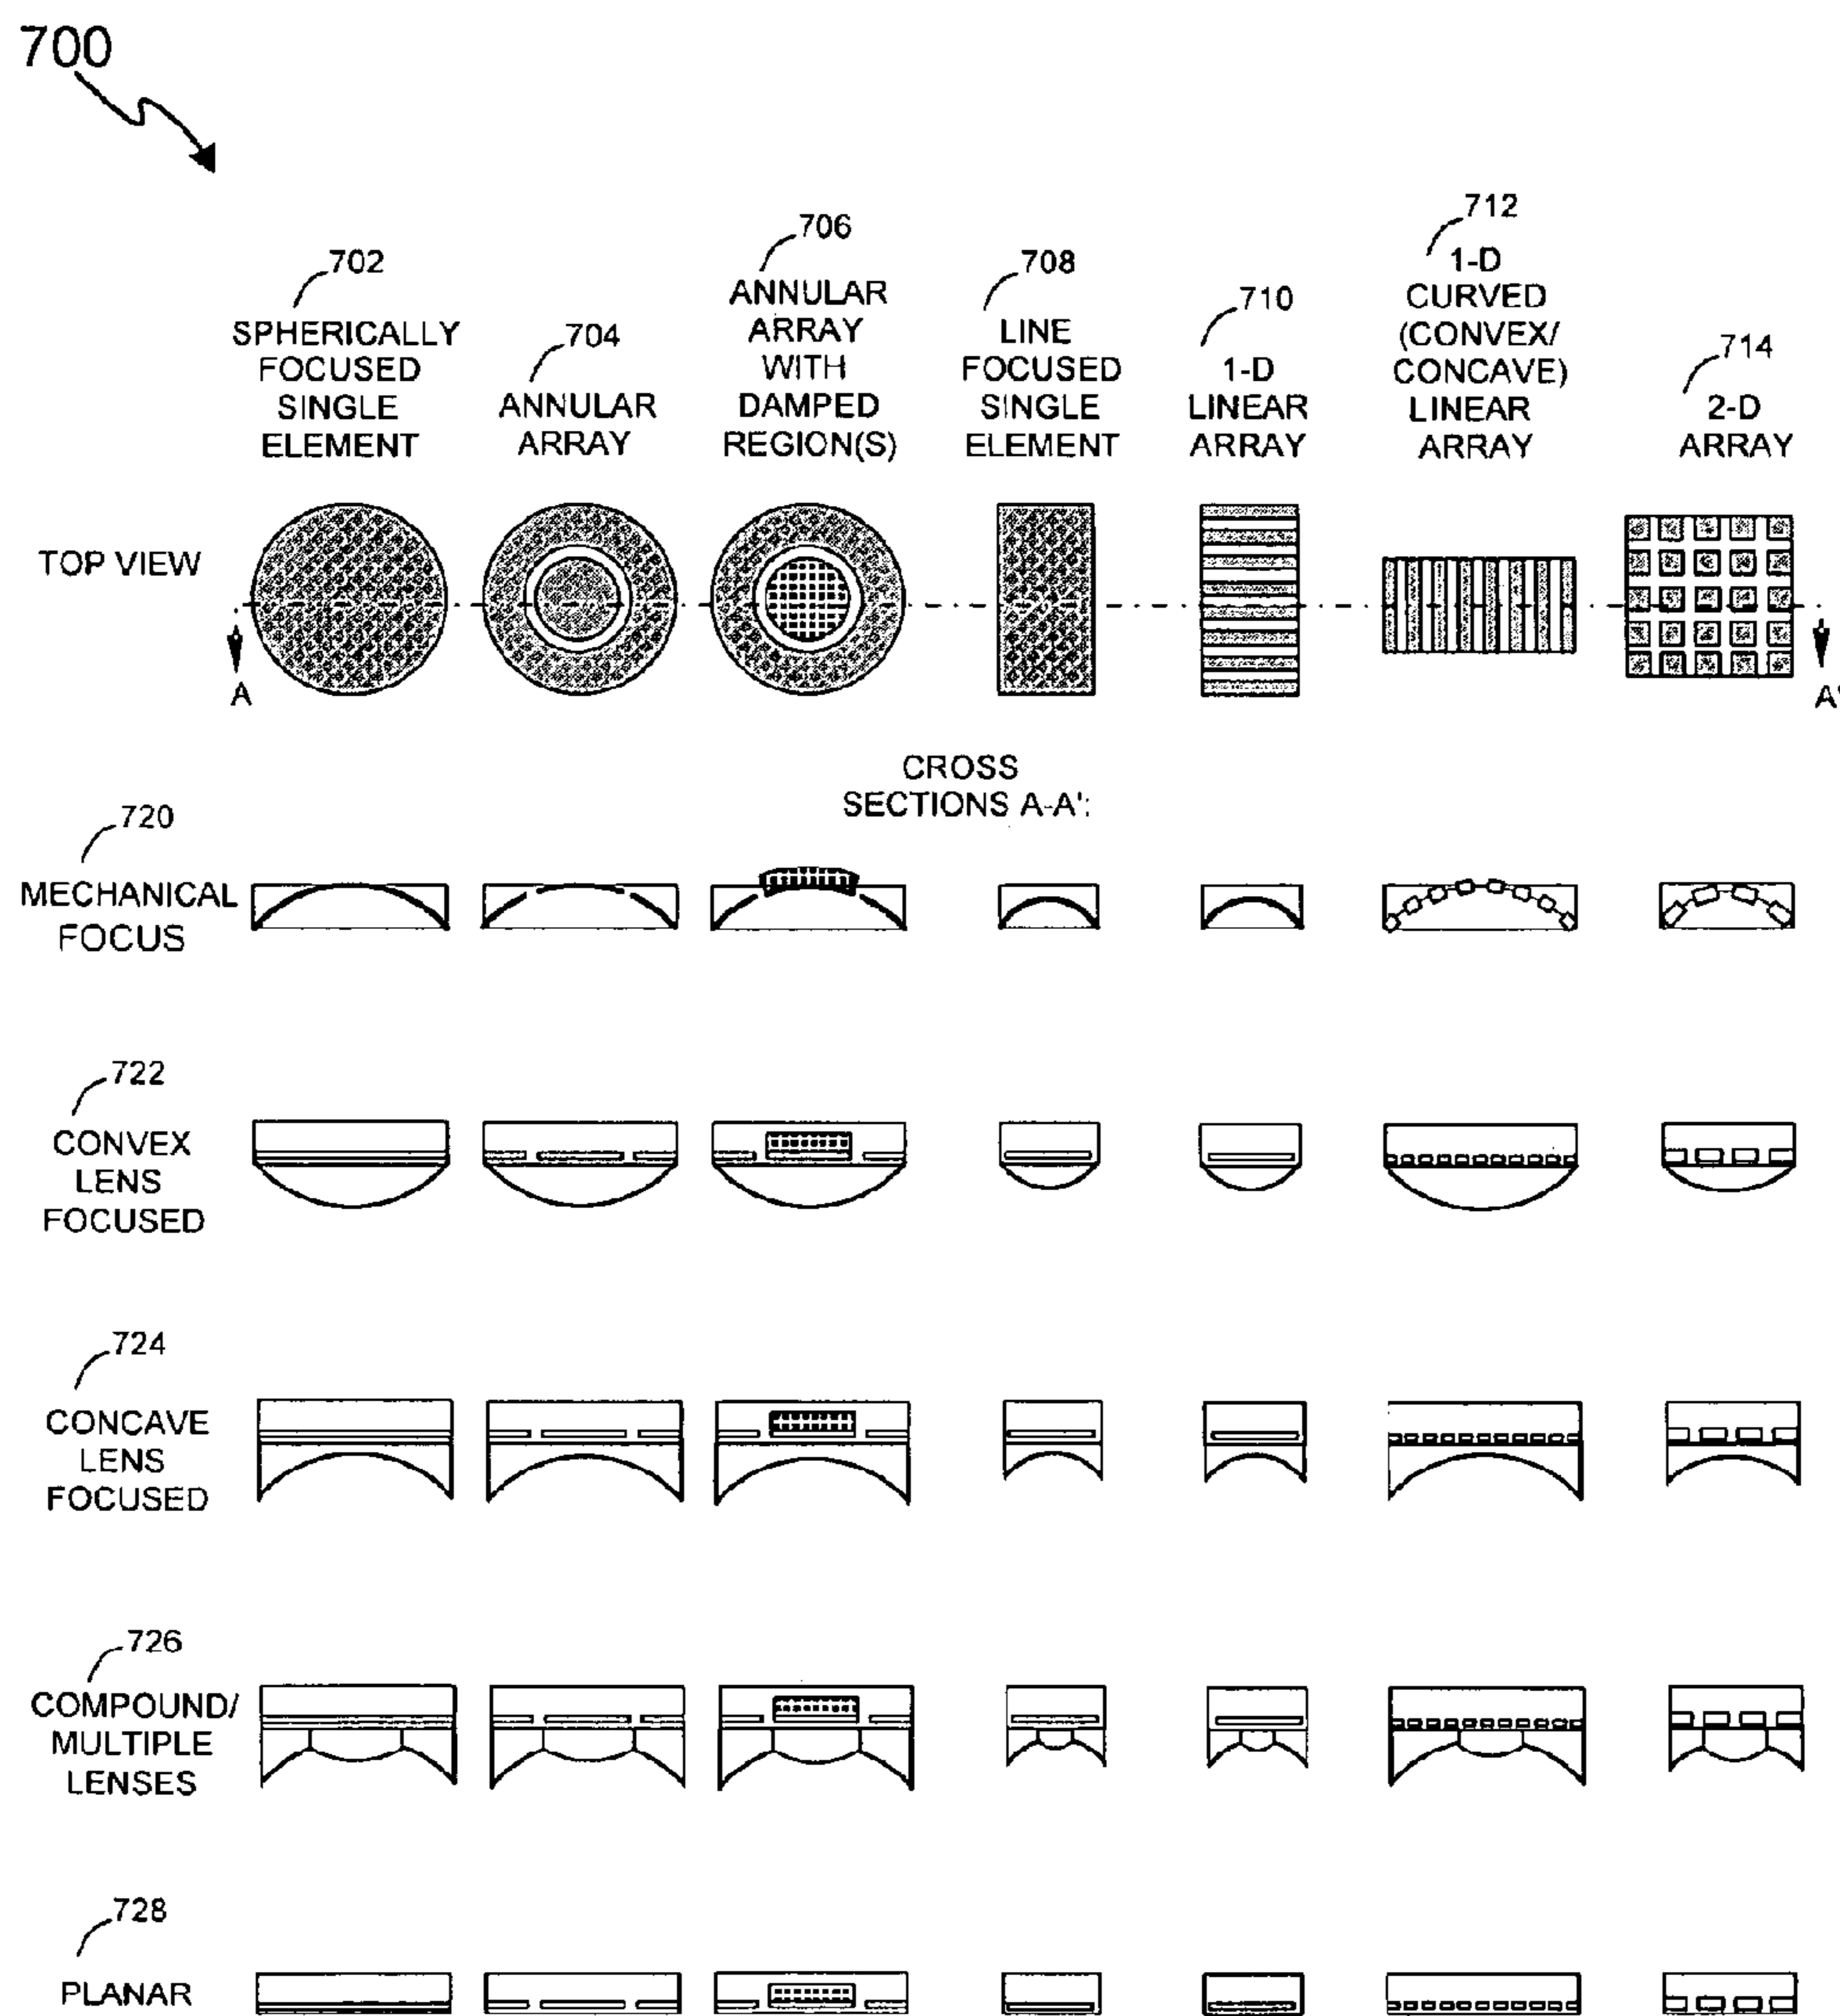 700
702
SPHERICALLY
FOCUSED
SINGLE
ELEMENT
704
ANNULAR
ARRAY
706
ANNULAR
ARRAY
WITH
DAMPED
REGION(S)
708
LINE
FOCUSED
SINGLE
ELEMENT
710
1-D
LINEAR
ARRAY
712
1-D
CURVED
(CONVEX/
CONCAVE)
LINEAR
ARRAY
714
2-D
ARRAY
TOP VIEW
A
A'
CROSS
SECTIONS A-A':
720
MECHANICAL
FOCUS
722
CONVEX
LENS
FOCUSED
724
CONCAVE
LENS
FOCUSED
726
COMPOUND/
MULTIPLE
LENSES
728
PLANAR